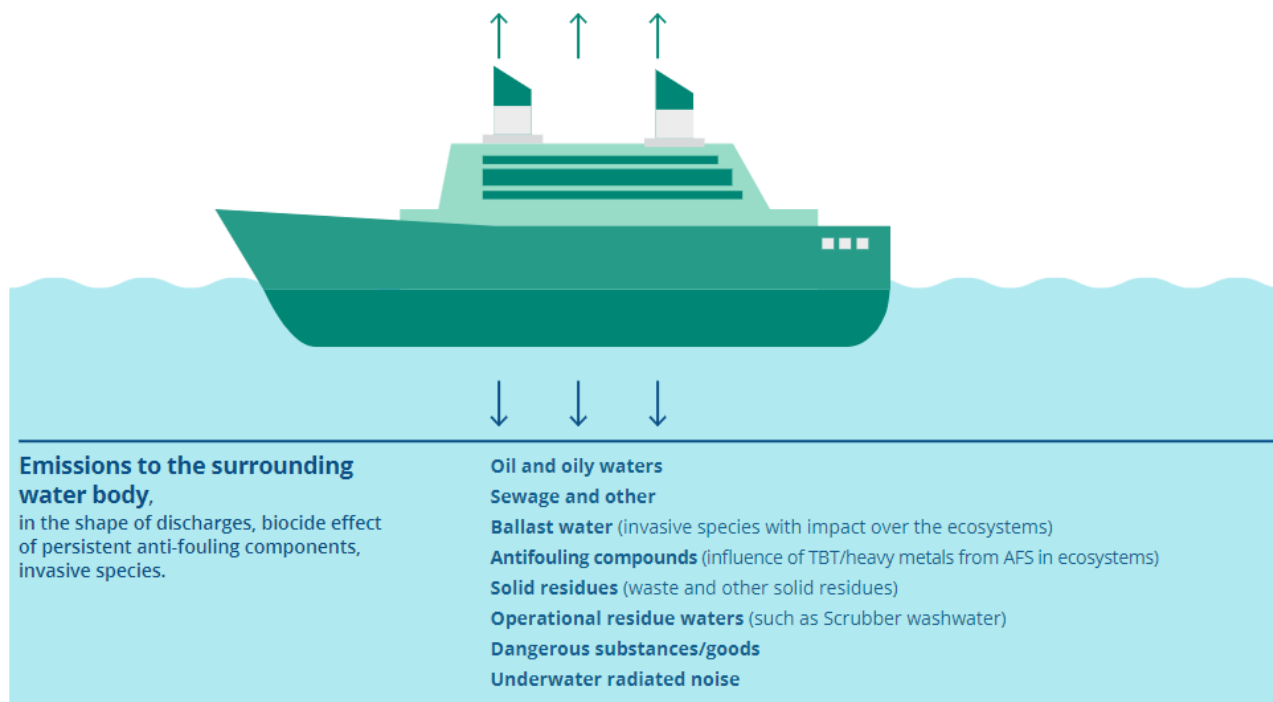 Emissions to the surrounding
water body,
in the shape of discharges, biocide effect
of persistent anti-fouling components,
invasive species.
Oil and oily waters
Sewage and other
Ballast water (invasive species with impact over the ecosystems)
Antifouling compounds (influence of TBT/heavy metals from AFS in ecosystems)
Solid residues (waste and other solid residues)
Operational residue waters (such as Scrubber washwater)
Dangerous substances/goods
Underwater radiated noise